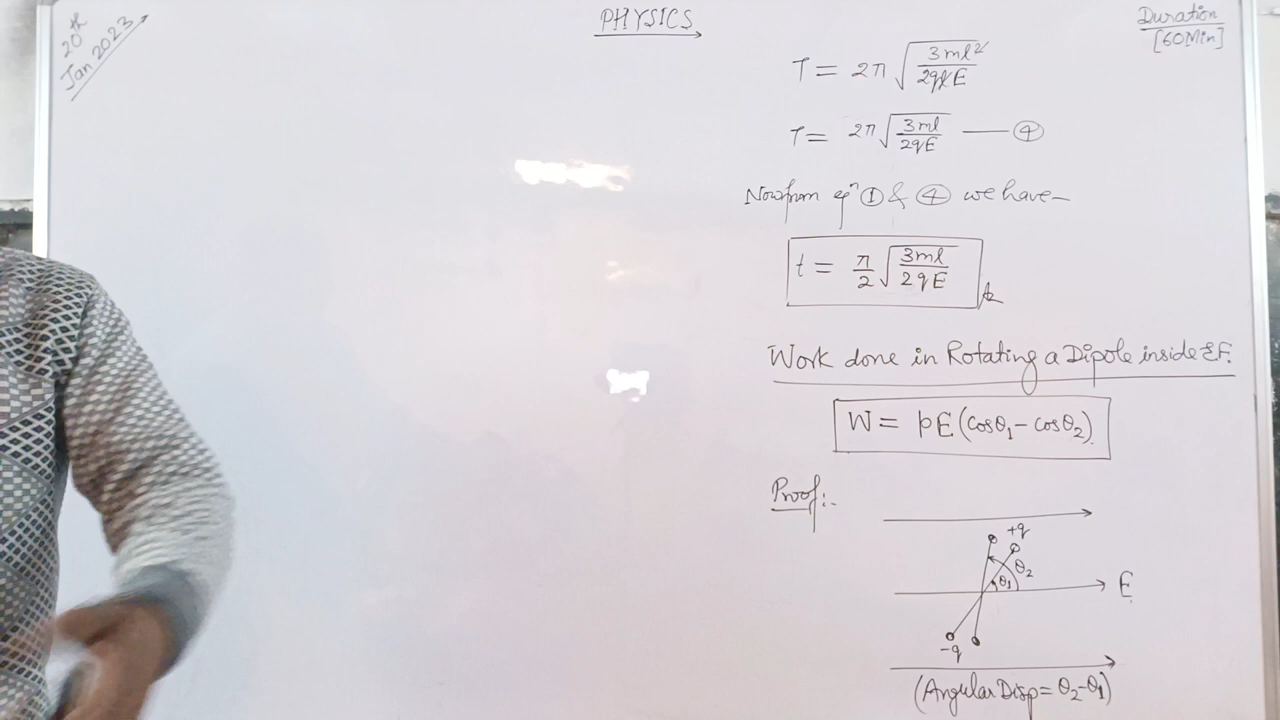 20th
Jan 2023
PHYSICS
Duration
[60Min]
T = 2π √(3ml²/2qlE)
T = 2π √(3ml/2qE) — ④
Now from eqⁿ ① & ④ we have—
t = π/2 √(3ml/2qE)
Work done in Rotating a Dipole inside E.F.
W = pE(cosθ₁ - cosθ₂).
Proof:-
+q
θ₂
θ₁
E
-q
(Angular Disp = θ₂-θ₁)